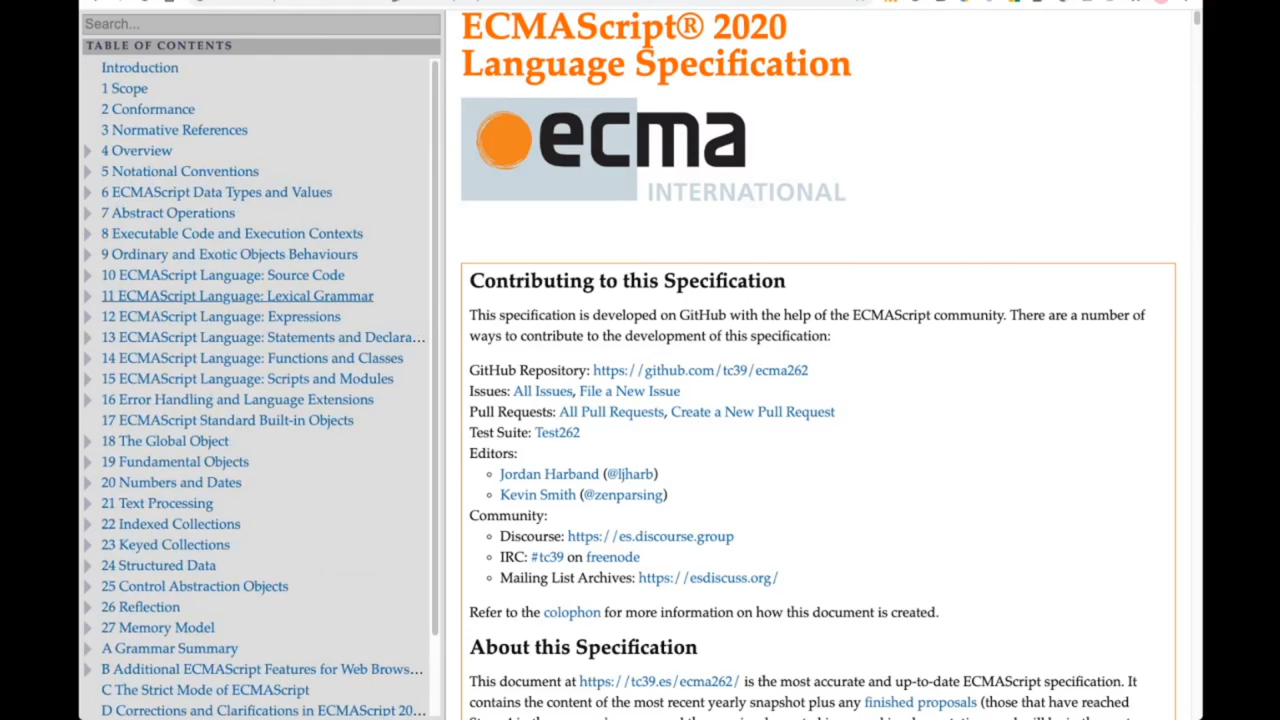 Search...
TABLE OF CONTENTS
Introduction
1 Scope
2 Conformance
3 Normative References
4 Overview
5 Notational Conventions
6 ECMAScript Data Types and Values
7 Abstract Operations
8 Executable Code and Execution Contexts
9 Ordinary and Exotic Objects Behaviours
10 ECMAScript Language: Source Code
11 ECMAScript Language: Lexical Grammar
12 ECMAScript Language: Expressions
13 ECMAScript Language: Statements and Declara...
14 ECMAScript Language: Functions and Classes
15 ECMAScript Language: Scripts and Modules
16 Error Handling and Language Extensions
17 ECMAScript Standard Built-in Objects
18 The Global Object
19 Fundamental Objects
20 Numbers and Dates
21 Text Processing
22 Indexed Collections
23 Keyed Collections
24 Structured Data
25 Control Abstraction Objects
26 Reflection
27 Memory Model
A Grammar Summary
B Additional ECMAScript Features for Web Brows...
C The Strict Mode of ECMAScript
D Corrections and Clarifications in ECMAScript 20...
ECMAScript® 2020
Language Specification
ecma
INTERNATIONAL
Contributing to this Specification
This specification is developed on GitHub with the help of the ECMAScript community. There are a number of
ways to contribute to the development of this specification:
GitHub Repository: https://github.com/tc39/ecma262
Issues: All Issues, File a New Issue
Pull Requests: All Pull Requests, Create a New Pull Request
Test Suite: Test262
Editors:
Jordan Harband (@ljharb)
Kevin Smith (@zenparsing)
Community:
Discourse: https://es.discourse.group
IRC: #tc39 on freenode
Mailing List Archives: https://esdiscuss.org/
Refer to the colophon for more information on how this document is created.
About this Specification
This document at https://tc39.es/ecma262/ is the most accurate and up-to-date ECMAScript specification. It
contains the content of the most recent yearly snapshot plus any finished proposals (those that have reached